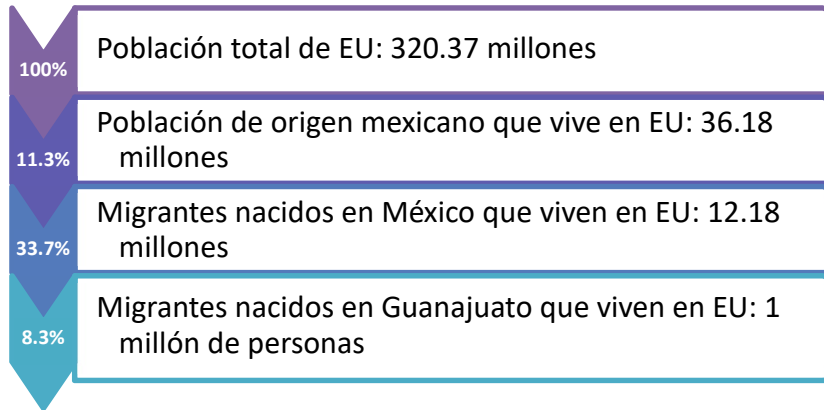 Población total de EU: 320.37 millones
100%
Población de origen mexicano que vive en EU: 36.18
millones
11.3%
Migrantes nacidos en México que viven en EU: 12.18
millones
33.7%
Migrantes nacidos en Guanajuato que viven en EU: 1
millón de personas
8.3%